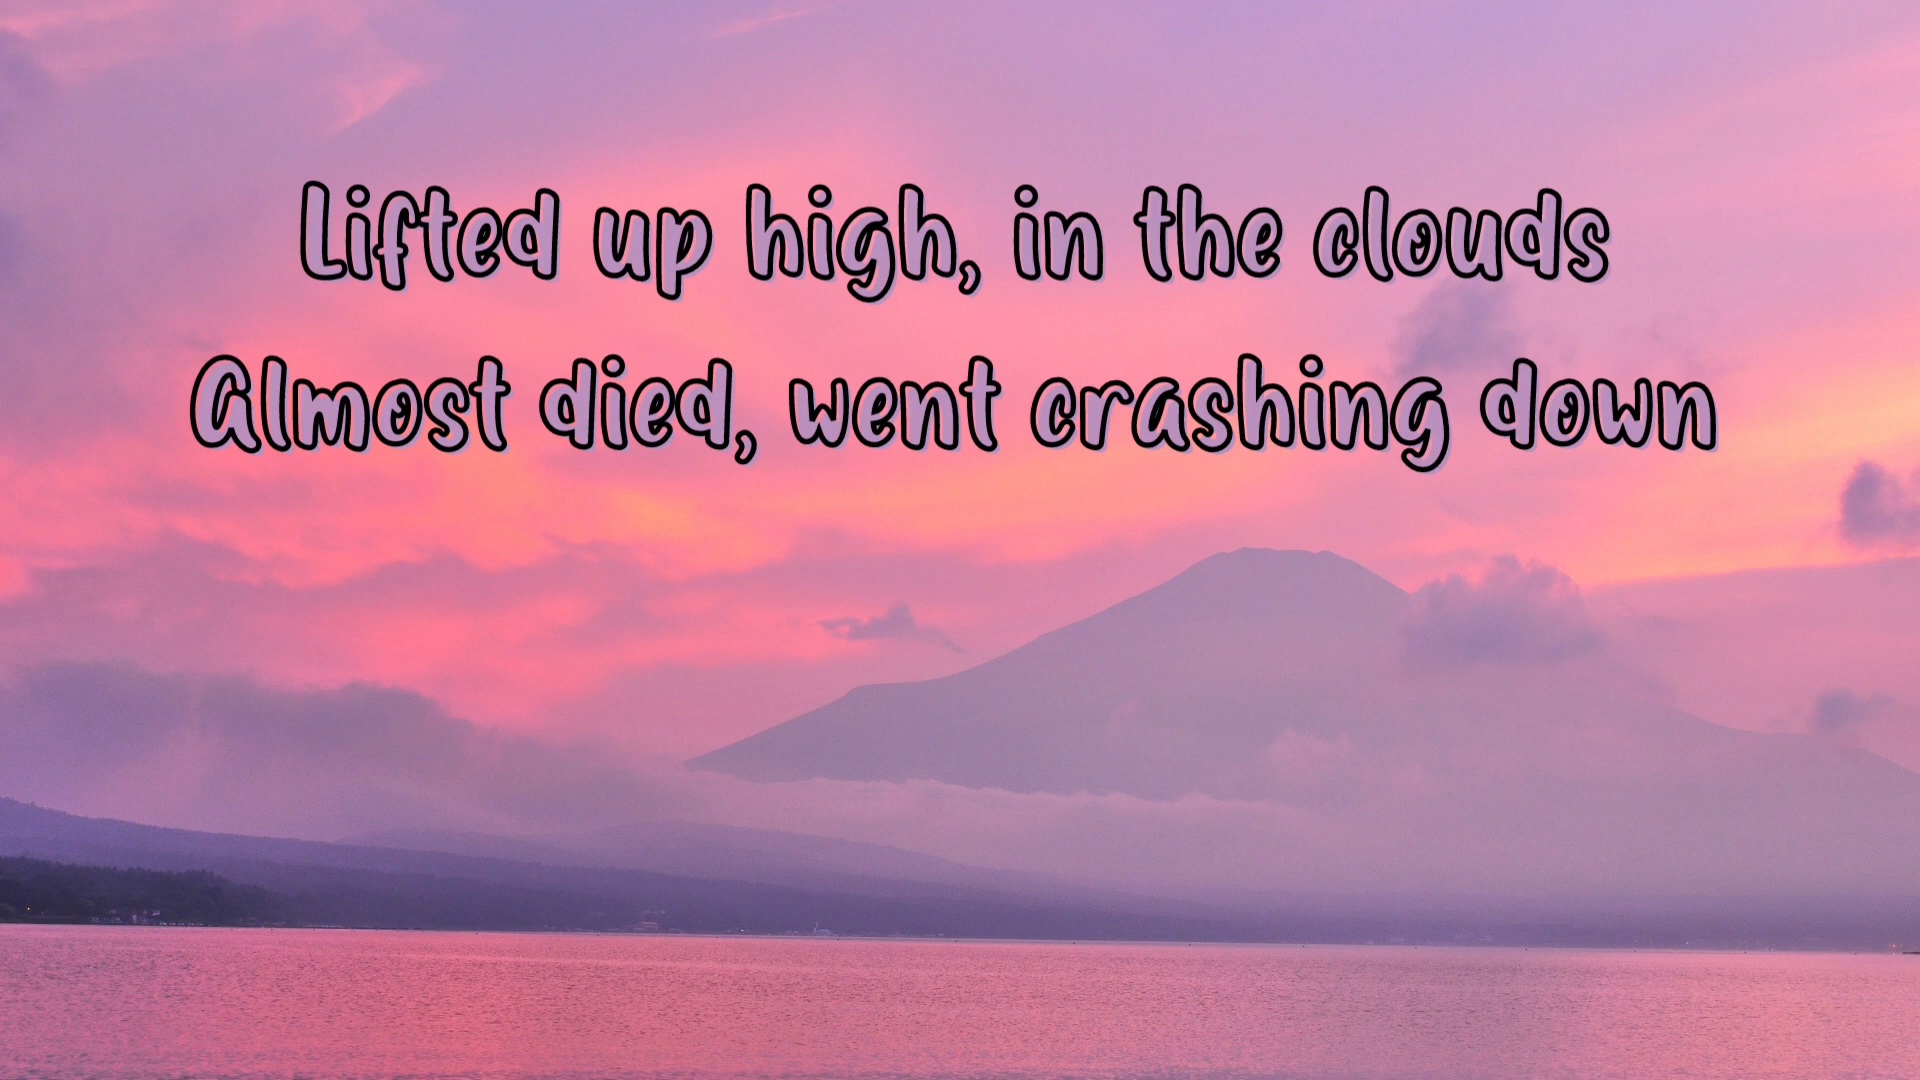 Lifted up high, in the clouds
Almost died, went crashing down